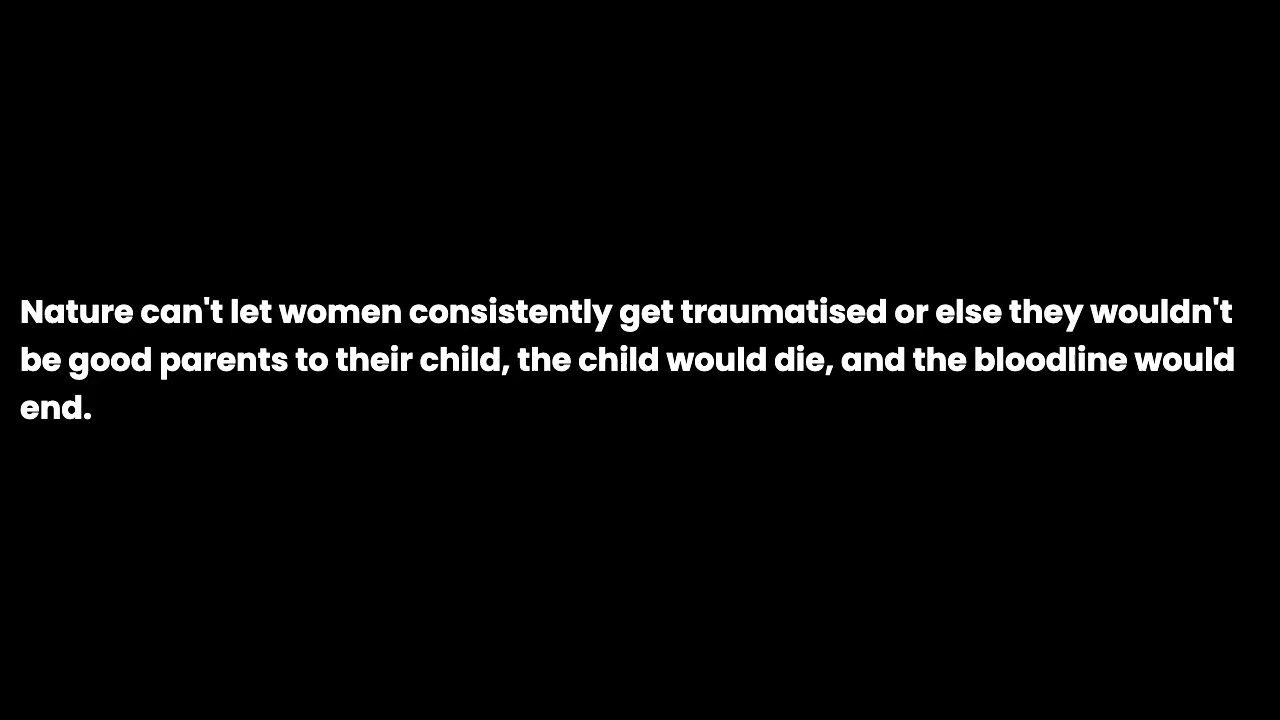 Nature can't let women consistently get traumatised or else they wouldn't
be good parents to their child, the child would die, and the bloodline would
end.